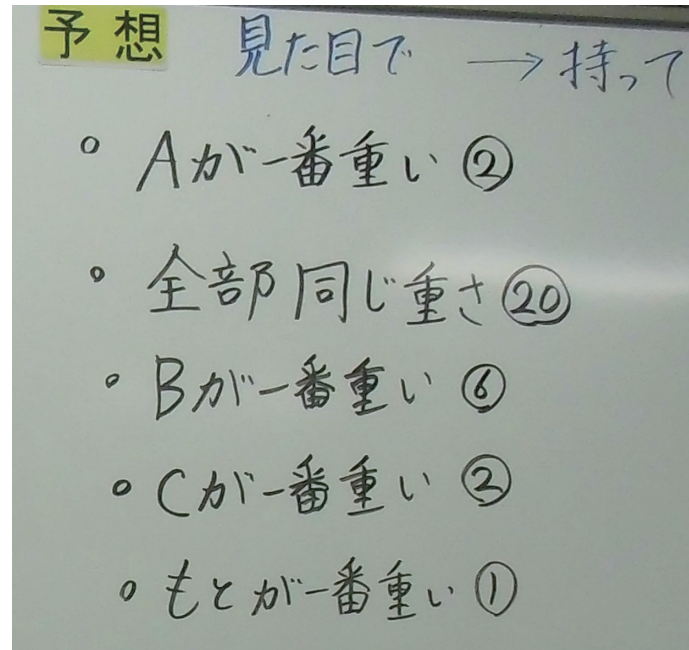 予想 見た目で → 持って
○ Aが一番重い ②
○ 全部同じ重さ ⑳
○ Bが一番重い ⑥
○ Cが一番重い ②
○ もとが一番重い ①